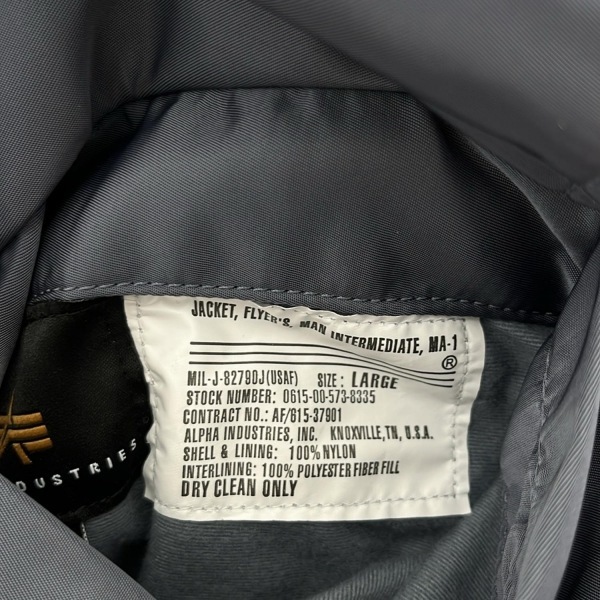 JACKET, FLYER'S, MAN INTERMEDIATE, MA-1
®
MIL-J-82790J(USAF) SIZE: LARGE
STOCK NUMBER: 0615-00-573-8335
CONTRACT NO.: AF/815-37901
ALPHA INDUSTRIES, INC. KNOXVILLE, TN, U.S.A.
SHELL & LINING: 100% NYLON
INTERLINING: 100% POLYESTER FIBER FILL
DRY CLEAN ONLY
DUSTRIES